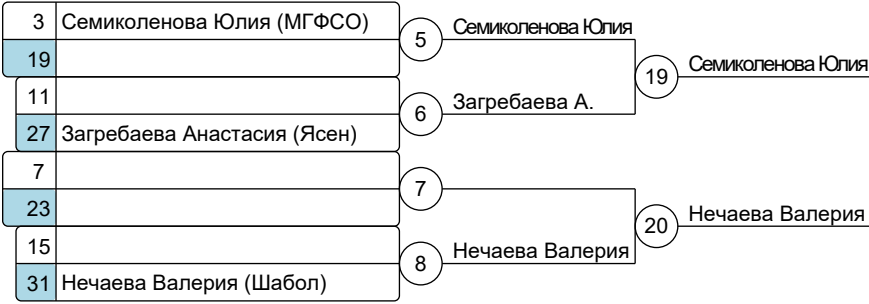 3 Семиколенова Юлия (МГФСО)
5 Семиколенова Юлия
19
19 Семиколенова Юлия
11
6 Загребаева А.
27 Загребаева Анастасия (Ясен)
7
7
23
20 Нечаева Валерия
15
8 Нечаева Валерия
31 Нечаева Валерия (Шабол)